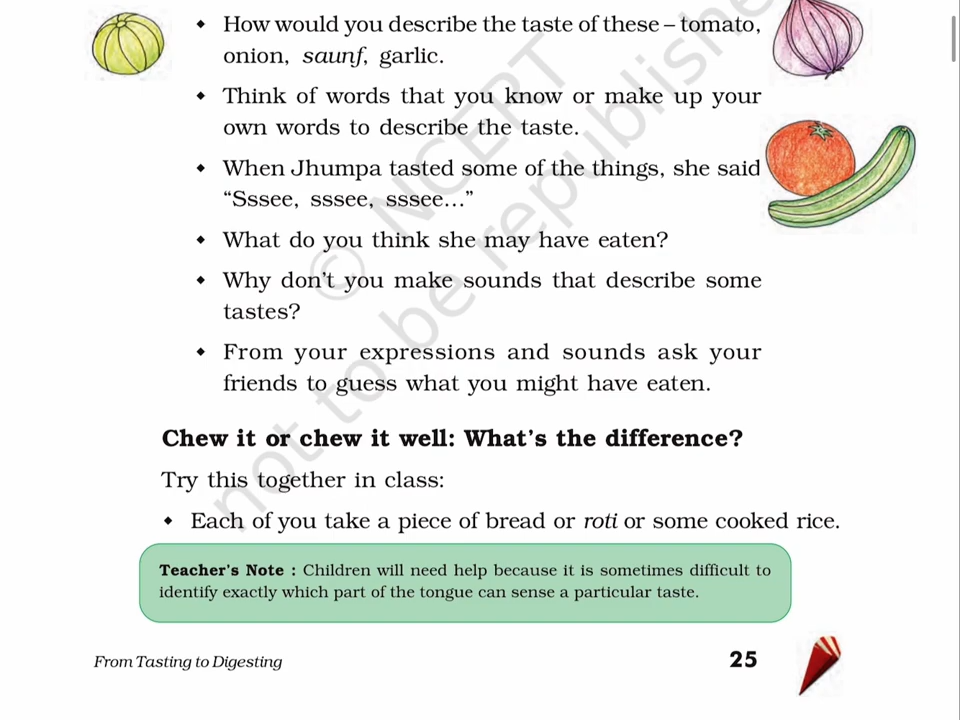 How would you describe the taste of these – tomato,
onion, saunf, garlic.
Think of words that you know or make up your
own words to describe the taste.
When Jhumpa tasted some of the things, she said
“Sssee, sssee, sssee…”
What do you think she may have eaten?
Why don’t you make sounds that describe some
tastes?
From your expressions and sounds ask your
friends to guess what you might have eaten.
Chew it or chew it well: What’s the difference?
Try this together in class:
Each of you take a piece of bread or roti or some cooked rice.
Teacher's Note : Children will need help because it is sometimes difficult to
identify exactly which part of the tongue can sense a particular taste.
From Tasting to Digesting
25
© NCERT
not to be republishe